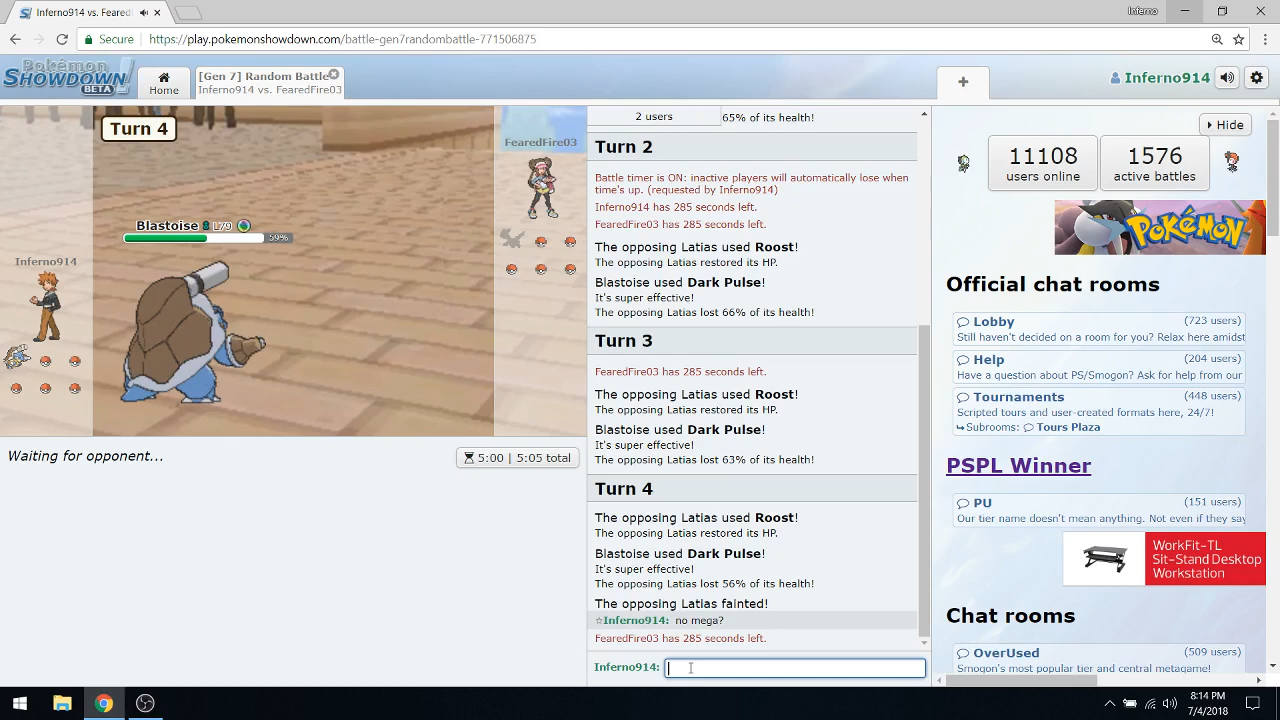 Inferno914 vs. Feared
Inferno
Secure
https://play.pokemonshowdown.com/battle-gen7randombattle-771506875
Pokémon
SHOWDOWN!
BETA
Home
[Gen 7] Random Battle
Inferno914 vs. FearedFire03
+
Inferno914
Turn 4
Blastoise L79
59%
Inferno914
FearedFire03
Waiting for opponent...
5:00 | 5:05 total
2 users
65% of its health!
Turn 2
Battle timer is ON: inactive players will automatically lose when
time's up. (requested by Inferno914)
Inferno914 has 285 seconds left.
FearedFire03 has 285 seconds left.
The opposing Latias used Roost!
The opposing Latias restored its HP.
Blastoise used Dark Pulse!
It's super effective!
The opposing Latias lost 66% of its health!
Turn 3
FearedFire03 has 285 seconds left.
The opposing Latias used Roost!
The opposing Latias restored its HP.
Blastoise used Dark Pulse!
It's super effective!
The opposing Latias lost 63% of its health!
Turn 4
The opposing Latias used Roost!
The opposing Latias restored its HP.
Blastoise used Dark Pulse!
It's super effective!
The opposing Latias lost 56% of its health!
The opposing Latias fainted!
☆Inferno914: no mega?
FearedFire03 has 285 seconds left.
Inferno914:
Hide
11108
users online
1576
active battles
Pokémon
Official chat rooms
Lobby (723 users)
Still haven't decided on a room for you? Relax here amidst
Help (204 users)
Have a question about PS/Smogon? Ask for help from our
Tournaments (448 users)
Scripted tours and user-created formats here, 24/7!
↳Subrooms: Tours Plaza
PSPL Winner
PU (151 users)
Our tier name doesn't mean anything. Not even if they say
WorkFit-TL
Sit-Stand Desktop
Workstation
Chat rooms
OverUsed (509 users)
Smogon's most popular tier and central metagame!
8:14 PM
7/4/2018